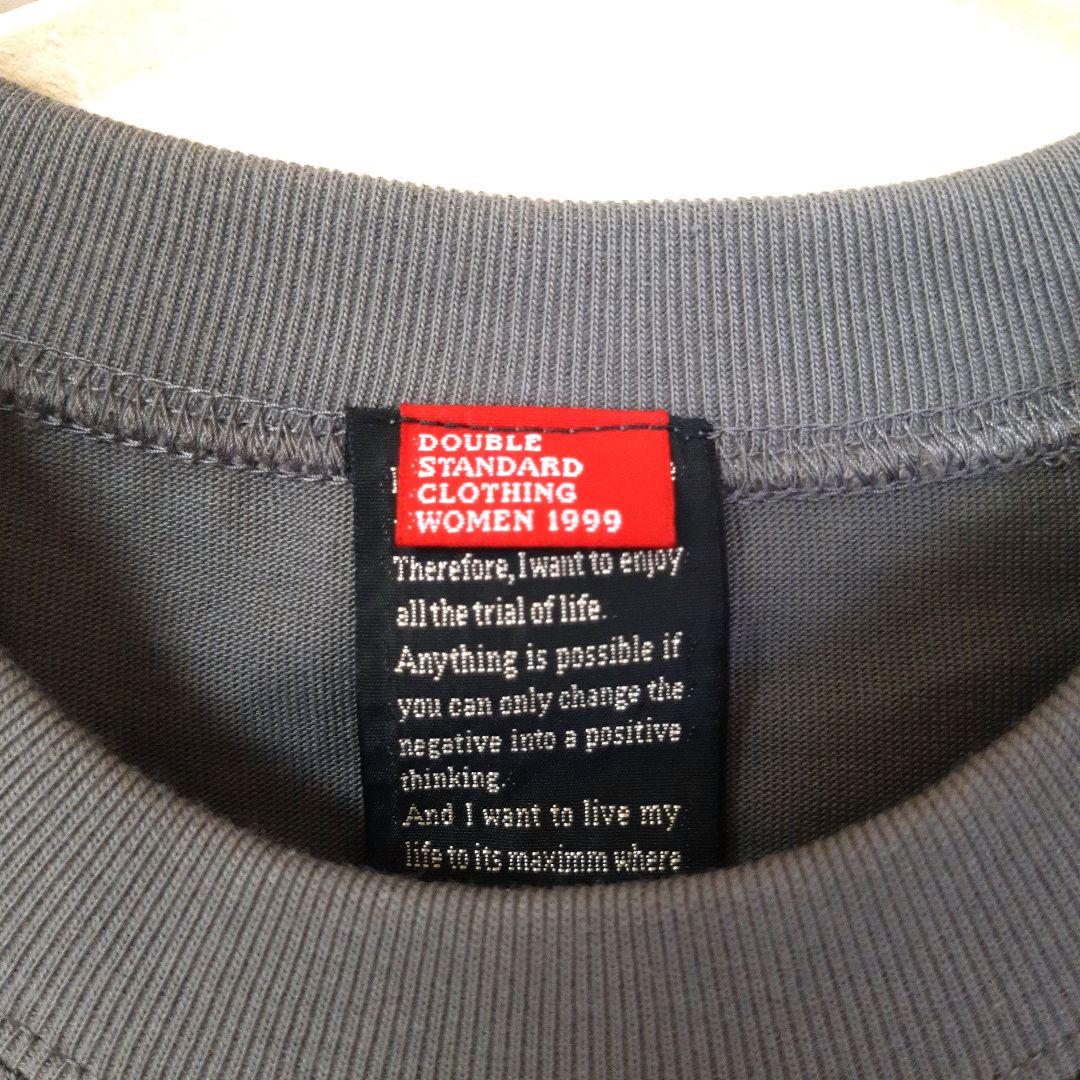 DOUBLE
STANDARD
CLOTHING
WOMEN 1999
Therefore, I want to enjoy
all the trial of life.
Anything is possible if
you can only change the
negative into a positive
thinking.
And I want to live my
life to its maximm where